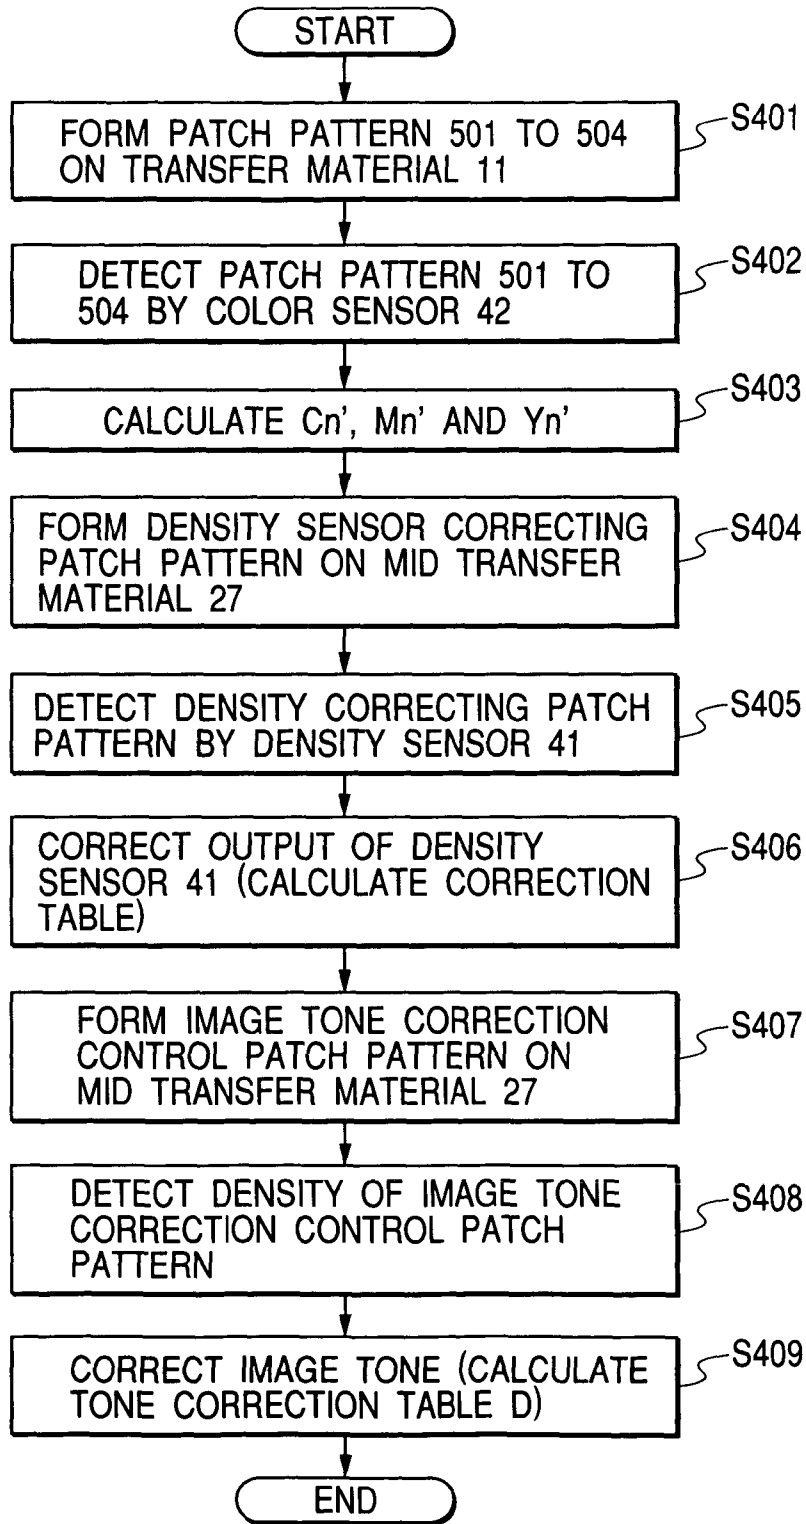 START
FORM PATCH PATTERN 501 TO 504
ON TRANSFER MATERIAL 11
S401
DETECT PATCH PATTERN 501 TO
504 BY COLOR SENSOR 42
S402
CALCULATE Cn', Mn' AND Yn'
S403
FORM DENSITY SENSOR CORRECTING
PATCH PATTERN ON MID TRANSFER
MATERIAL 27
S404
DETECT DENSITY CORRECTING PATCH
PATTERN BY DENSITY SENSOR 41
S405
CORRECT OUTPUT OF DENSITY
SENSOR 41 (CALCULATE CORRECTION
TABLE)
S406
FORM IMAGE TONE CORRECTION
CONTROL PATCH PATTERN ON
MID TRANSFER MATERIAL 27
S407
DETECT DENSITY OF IMAGE TONE
CORRECTION CONTROL PATCH
PATTERN
S408
CORRECT IMAGE TONE (CALCULATE
TONE CORRECTION TABLE D)
S409
END